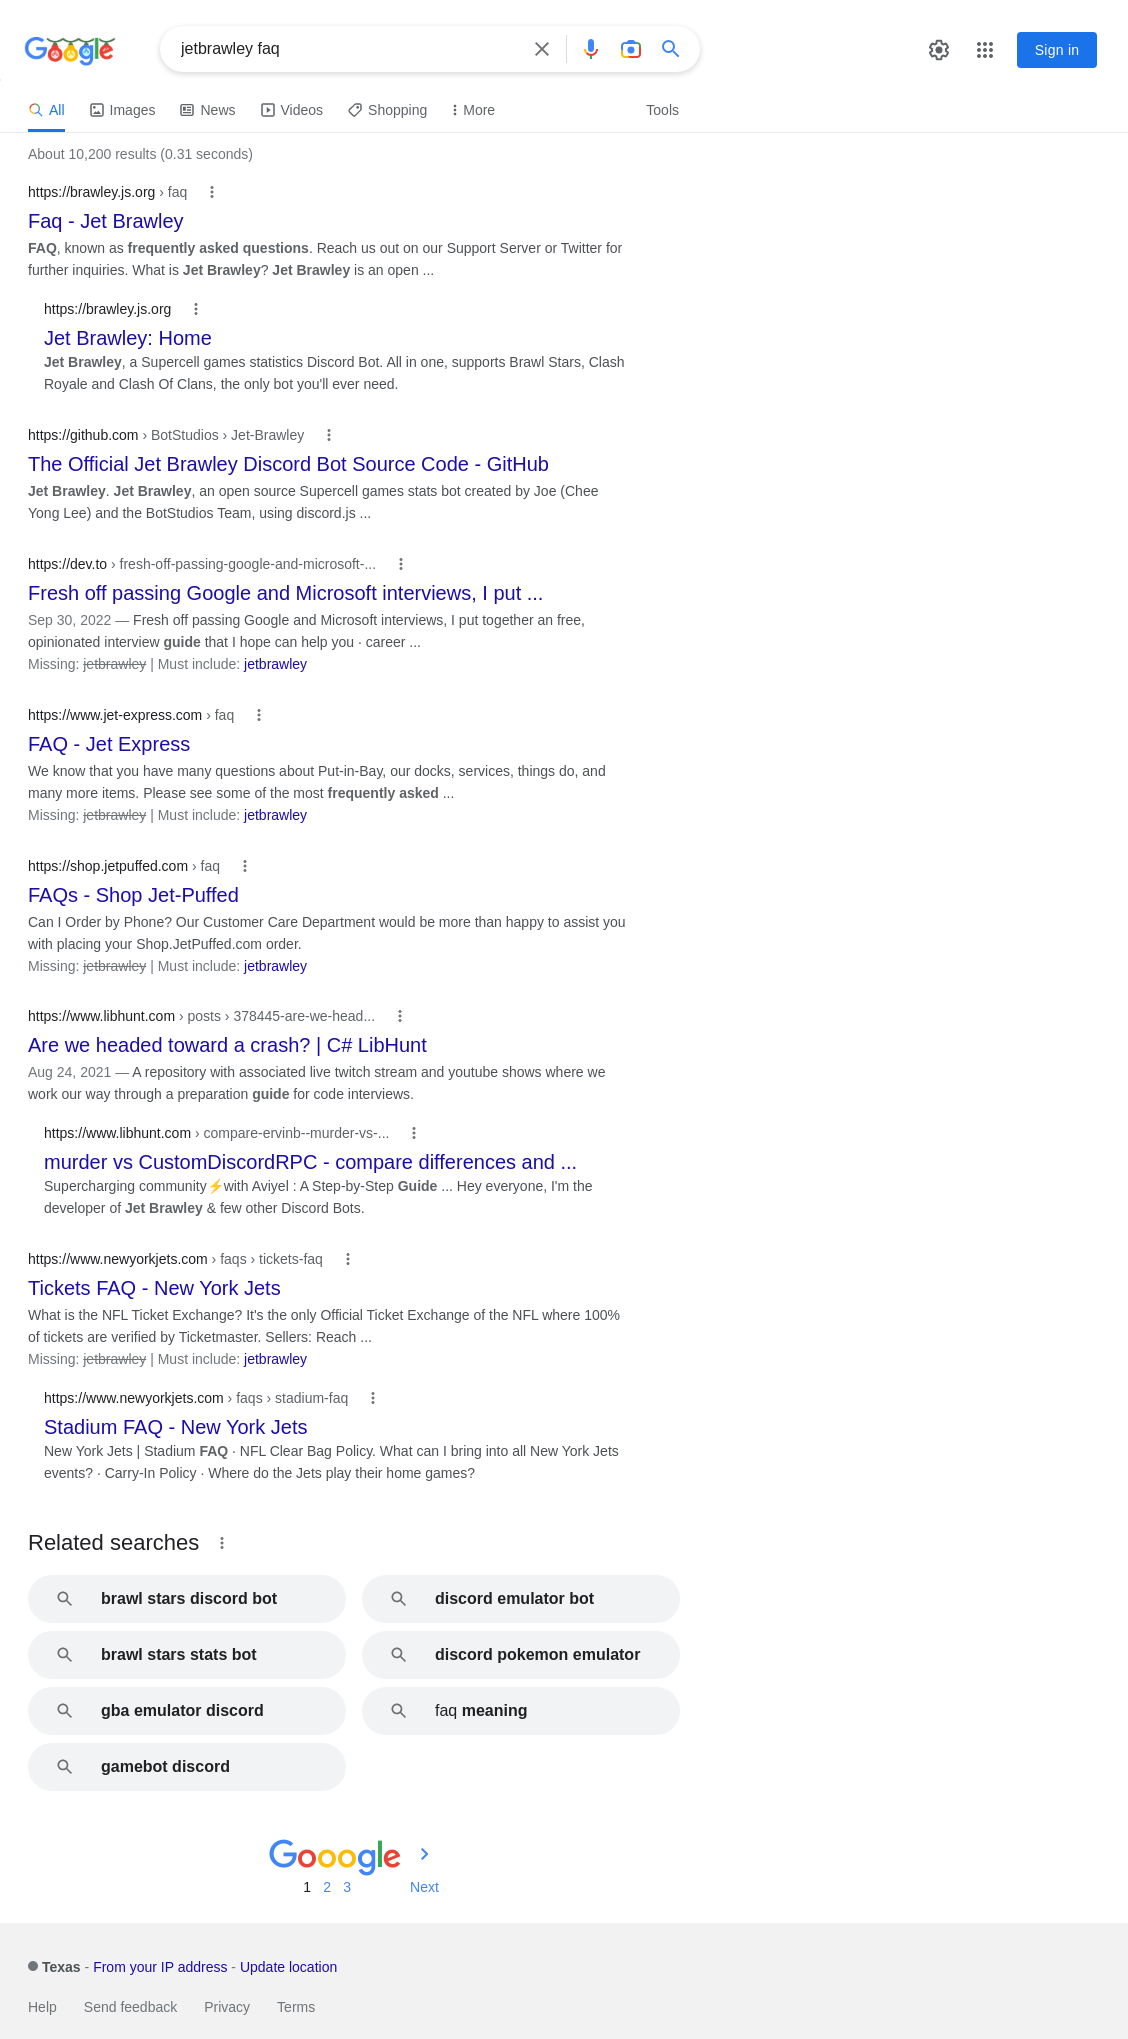 Google
jetbrawley faq
Sign in
All
Images
News
Videos
Shopping
More
Tools
About 10,200 results (0.31 seconds)
https://brawley.js.org › faq
Faq - Jet Brawley
FAQ, known as frequently asked questions. Reach us out on our Support Server or Twitter for
further inquiries. What is Jet Brawley? Jet Brawley is an open ...
https://brawley.js.org
Jet Brawley: Home
Jet Brawley, a Supercell games statistics Discord Bot. All in one, supports Brawl Stars, Clash
Royale and Clash Of Clans, the only bot you'll ever need.
https://github.com › BotStudios › Jet-Brawley
The Official Jet Brawley Discord Bot Source Code - GitHub
Jet Brawley. Jet Brawley, an open source Supercell games stats bot created by Joe (Chee
Yong Lee) and the BotStudios Team, using discord.js ...
https://dev.to › fresh-off-passing-google-and-microsoft-...
Fresh off passing Google and Microsoft interviews, I put ...
Sep 30, 2022 — Fresh off passing Google and Microsoft interviews, I put together an free,
opinionated interview guide that I hope can help you · career ...
Missing: jetbrawley | Must include: jetbrawley
https://www.jet-express.com › faq
FAQ - Jet Express
We know that you have many questions about Put-in-Bay, our docks, services, things do, and
many more items. Please see some of the most frequently asked ...
Missing: jetbrawley | Must include: jetbrawley
https://shop.jetpuffed.com › faq
FAQs - Shop Jet-Puffed
Can I Order by Phone? Our Customer Care Department would be more than happy to assist you
with placing your Shop.JetPuffed.com order.
Missing: jetbrawley | Must include: jetbrawley
https://www.libhunt.com › posts › 378445-are-we-head...
Are we headed toward a crash? | C# LibHunt
Aug 24, 2021 — A repository with associated live twitch stream and youtube shows where we
work our way through a preparation guide for code interviews.
https://www.libhunt.com › compare-ervinb--murder-vs-...
murder vs CustomDiscordRPC - compare differences and ...
Supercharging community⚡with Aviyel : A Step-by-Step Guide ... Hey everyone, I'm the
developer of Jet Brawley & few other Discord Bots.
https://www.newyorkjets.com › faqs › tickets-faq
Tickets FAQ - New York Jets
What is the NFL Ticket Exchange? It's the only Official Ticket Exchange of the NFL where 100%
of tickets are verified by Ticketmaster. Sellers: Reach ...
Missing: jetbrawley | Must include: jetbrawley
https://www.newyorkjets.com › faqs › stadium-faq
Stadium FAQ - New York Jets
New York Jets | Stadium FAQ · NFL Clear Bag Policy. What can I bring into all New York Jets
events? · Carry-In Policy · Where do the Jets play their home games?
Related searches
brawl stars discord bot
discord emulator bot
brawl stars stats bot
discord pokemon emulator
gba emulator discord
faq meaning
gamebot discord
Gooogle
1 2 3 Next
Texas - From your IP address - Update location
Help Send feedback Privacy Terms